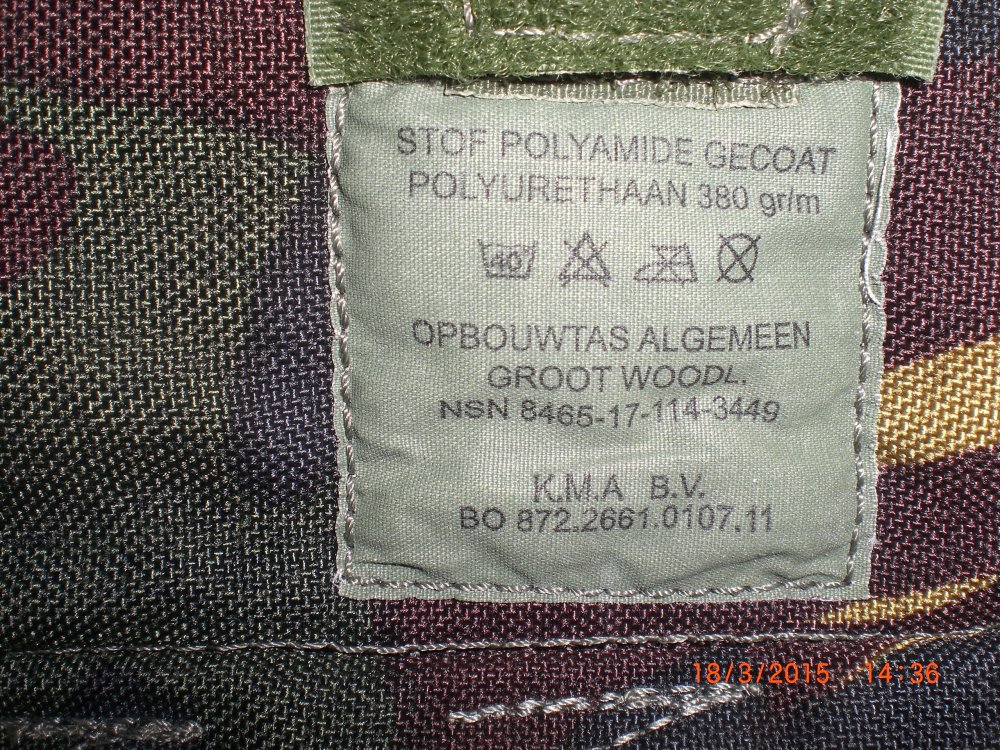 STOF POLYAMIDE GECOAT
POLYURETHAAN 380 gr/m
40
OPBOUWTAS ALGEMEEN
GROOT WOODL.
NSN 8465-17-114-3449
K.M.A B.V.
BO 872.2661.0107.11
18/3/2015 14:36